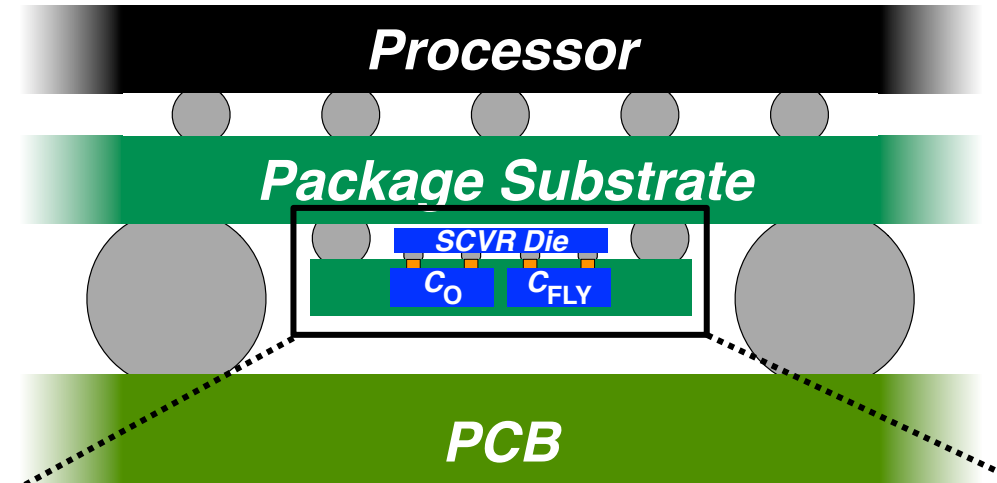 Processor
Package Substrate
SCVR Die
CO
CFLY
PCB